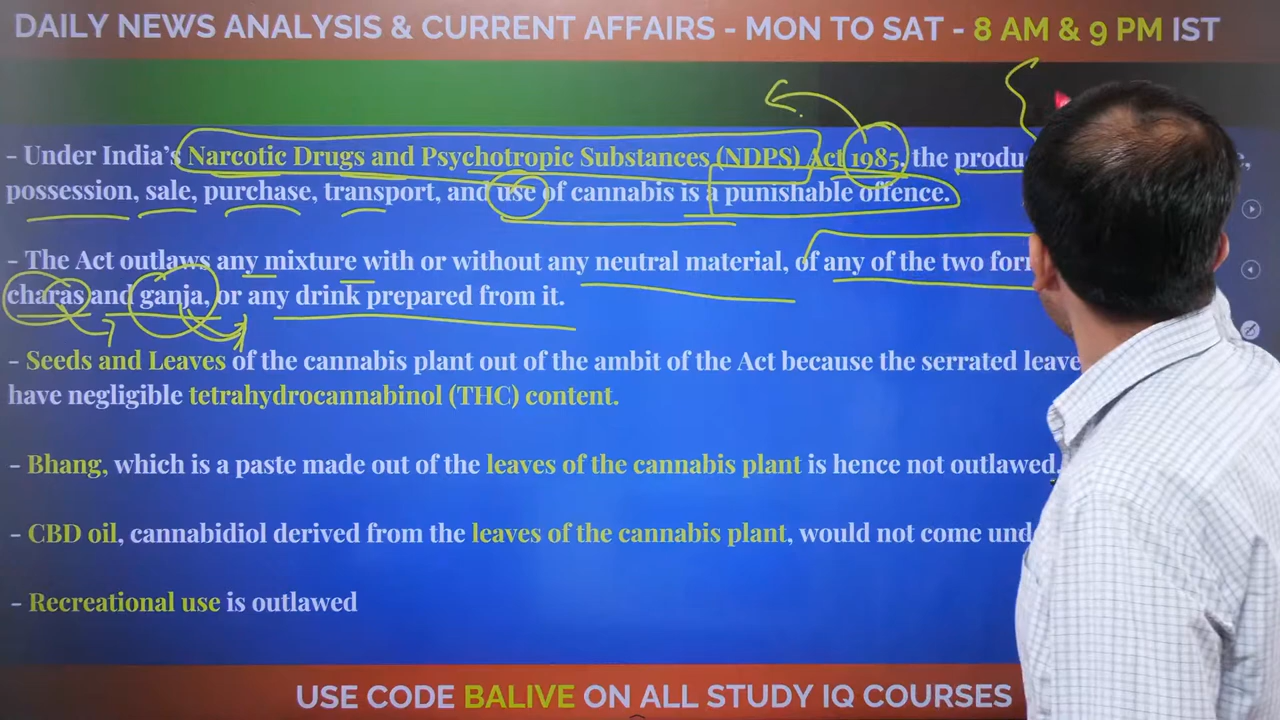 DAILY NEWS ANALYSIS & CURRENT AFFAIRS - MON TO SAT - 8 AM & 9 PM IST
- Under India's Narcotic Drugs and Psychotropic Substances (NDPS) Act 1985, the
possession, sale, purchase, transport, and use of cannabis is a punishable offence.
- The Act outlaws any mixture with or without any neutral material, of any of the two
charas and ganja, or any drink prepared from it.
- Seeds and Leaves of the cannabis plant out of the ambit of the Act because the serrated
have negligible tetrahydrocannabinol (THC) content.
- Bhang, which is a paste made out of the leaves of the cannabis plant is hence not outlawed.
- CBD oil, cannabidiol derived from the leaves of the cannabis plant, would not come
- Recreational use is outlawed
USE CODE BALIVE ON ALL STUDY IQ COURSES